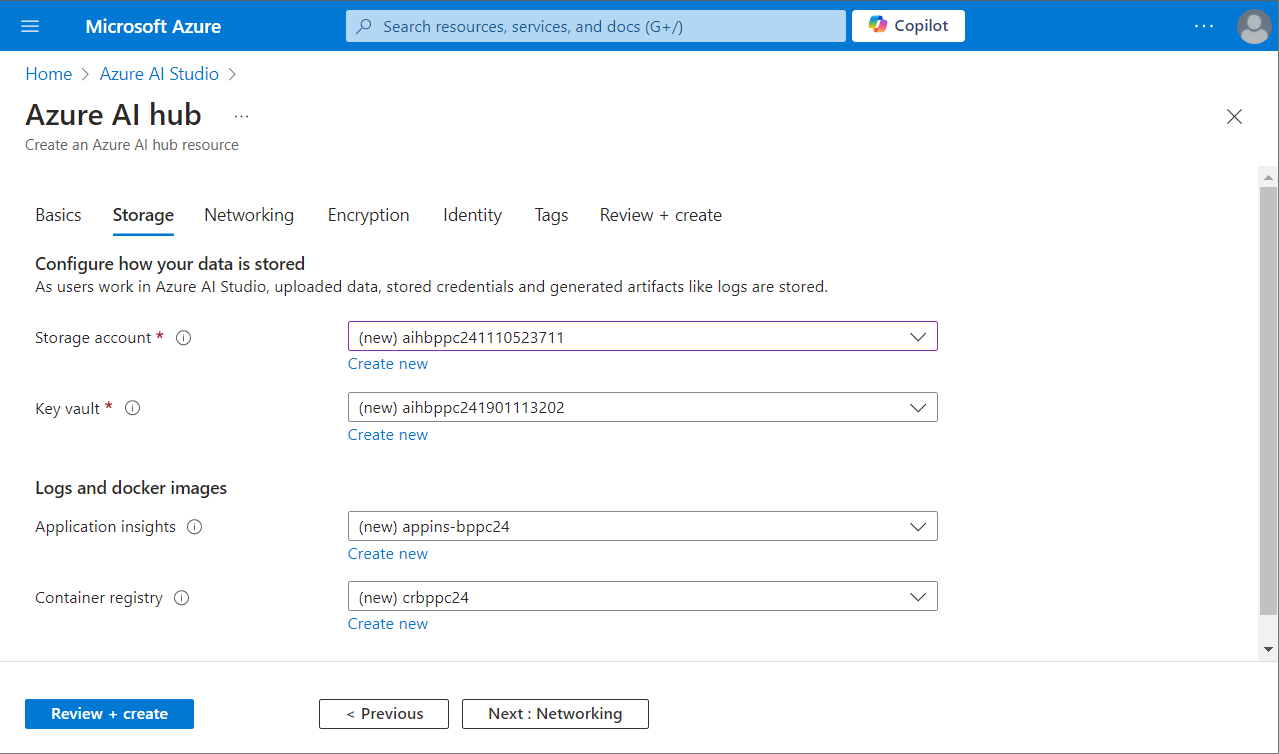 Microsoft Azure
Search resources, services, and docs (G+/)
Copilot
Home > Azure AI Studio >
Azure AI hub ...
Create an Azure AI hub resource
Basics Storage Networking Encryption Identity Tags Review + create
Configure how your data is stored
As users work in Azure AI Studio, uploaded data, stored credentials and generated artifacts like logs are stored.
Storage account * (new) aihbppc241110523711
Create new
Key vault * (new) aihbppc241901113202
Create new
Logs and docker images
Application insights (new) appins-bppc24
Create new
Container registry (new) crbppc24
Create new
Review + create < Previous Next : Networking